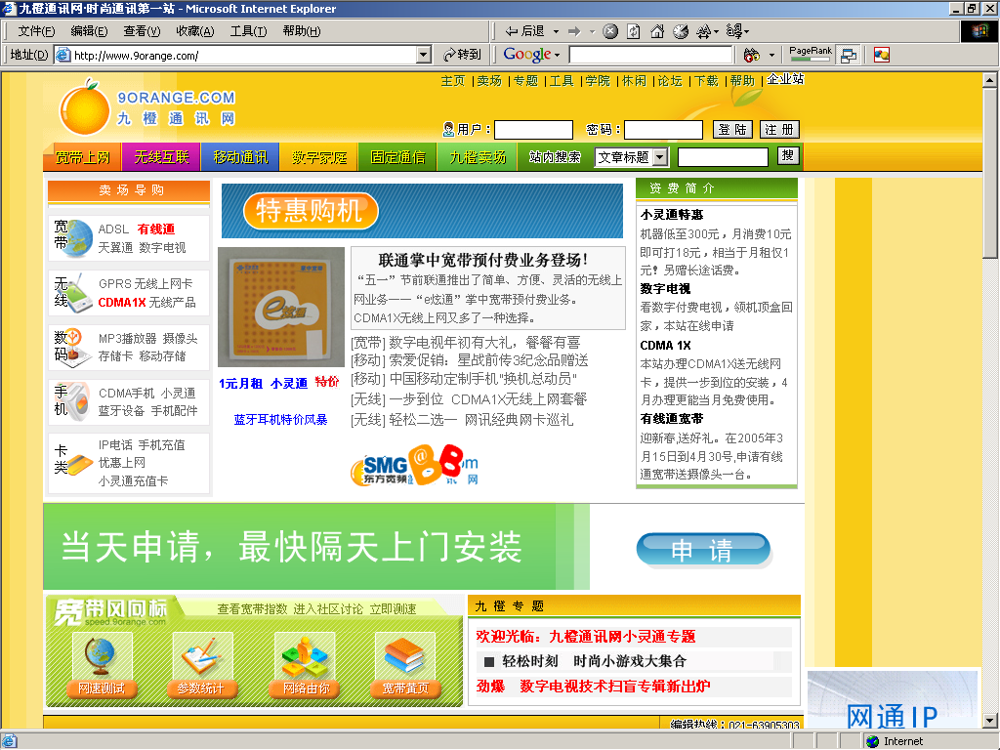 九橙通讯网·时尚通讯第一站 - Microsoft Internet Explorer
文件(F) 编辑(E) 查看(V) 收藏(A) 工具(T) 帮助(H)
后退
地址(D) http://www.9orange.com/ 转到 Google PageRank
主页 | 卖场 | 专题 | 工具 | 学院 | 休闲 | 论坛 | 下载 | 帮助 | 企业站
9ORANGE.COM
九橙通讯网
用户： 密码： 登 陆 注 册
宽带上网 无线互联 移动通讯 数字家庭 固定通信 九橙卖场 站内搜索 文章标题 搜
卖场导购
宽带
ADSL 有线通
天翼通 数字电视
无线
GPRS 无线上网卡
CDMA1X 无线产品
数码
MP3播放器 摄像头
存储卡 移动存储
手机
CDMA手机 小灵通
蓝牙设备 手机配件
卡类
IP电话 手机充值
优惠上网
小灵通充值卡
特惠购机
e炫通
1元月租 小灵通 特价
蓝牙耳机特价风暴
联通掌中宽带预付费业务登场！
“五一”节前联通推出了简单、方便、灵活的无线上
网业务——“e炫通”掌中宽带预付费业务。
CDMA1X无线上网又多了一种选择。
[宽带] 数字电视年初有大礼，餐餐有喜
[移动] 索爱促销：星战前传3纪念品赠送
[移动] 中国移动定制手机"换机总动员"
[无线] 一步到位 CDMA1X无线上网套餐
[无线] 轻松二选一 网讯经典网卡巡礼
SMG
东方宽频
资费简介
小灵通特惠
机器低至300元，月消费10元
即可打18元，相当于月租仅1
元！另赠长途话费。
数字电视
看数字付费电视，领机顶盒回
家，本站在线申请
CDMA 1X
本站办理CDMA1X送无线网
卡，提供一步到位的安装，4
月办理更能当月免费使用。
有线通宽带
迎新春,送好礼。在2005年3
月15日到4月30号,申请有线
通宽带送摄像头一台。
当天申请，最快隔天上门安装
申 请
宽带风向标
speed.9orange.com
查看宽带指数 进入社区讨论 立即测速
网速测试 参数统计 网络由你 宽带黄页
九橙专题
欢迎光临：九橙通讯网小灵通专题
■ 轻松时刻 时尚小游戏大集合
劲爆 数字电视技术扫盲专辑新出炉
编辑热线：021-63905303
网通IP
Internet